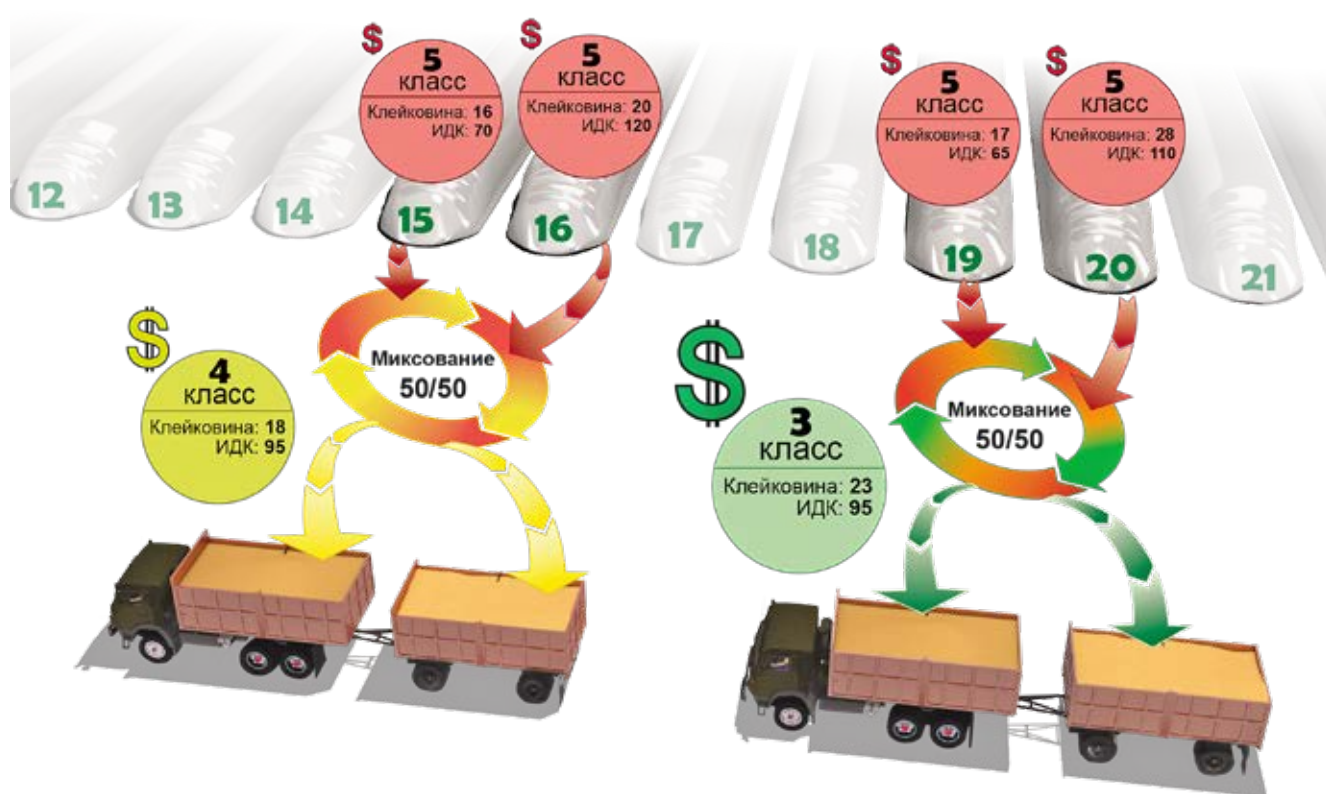 $
5
класс
Клейковина: 16
ИДК: 70
$
5
класс
Клейковина: 20
ИДК: 120
$
5
класс
Клейковина: 17
ИДК: 65
$
5
класс
Клейковина: 28
ИДК: 110
12
13
14
15
16
17
18
19
20
21
Миксование
50/50
$
4
класс
Клейковина: 18
ИДК: 95
Миксование
50/50
$
3
класс
Клейковина: 23
ИДК: 95